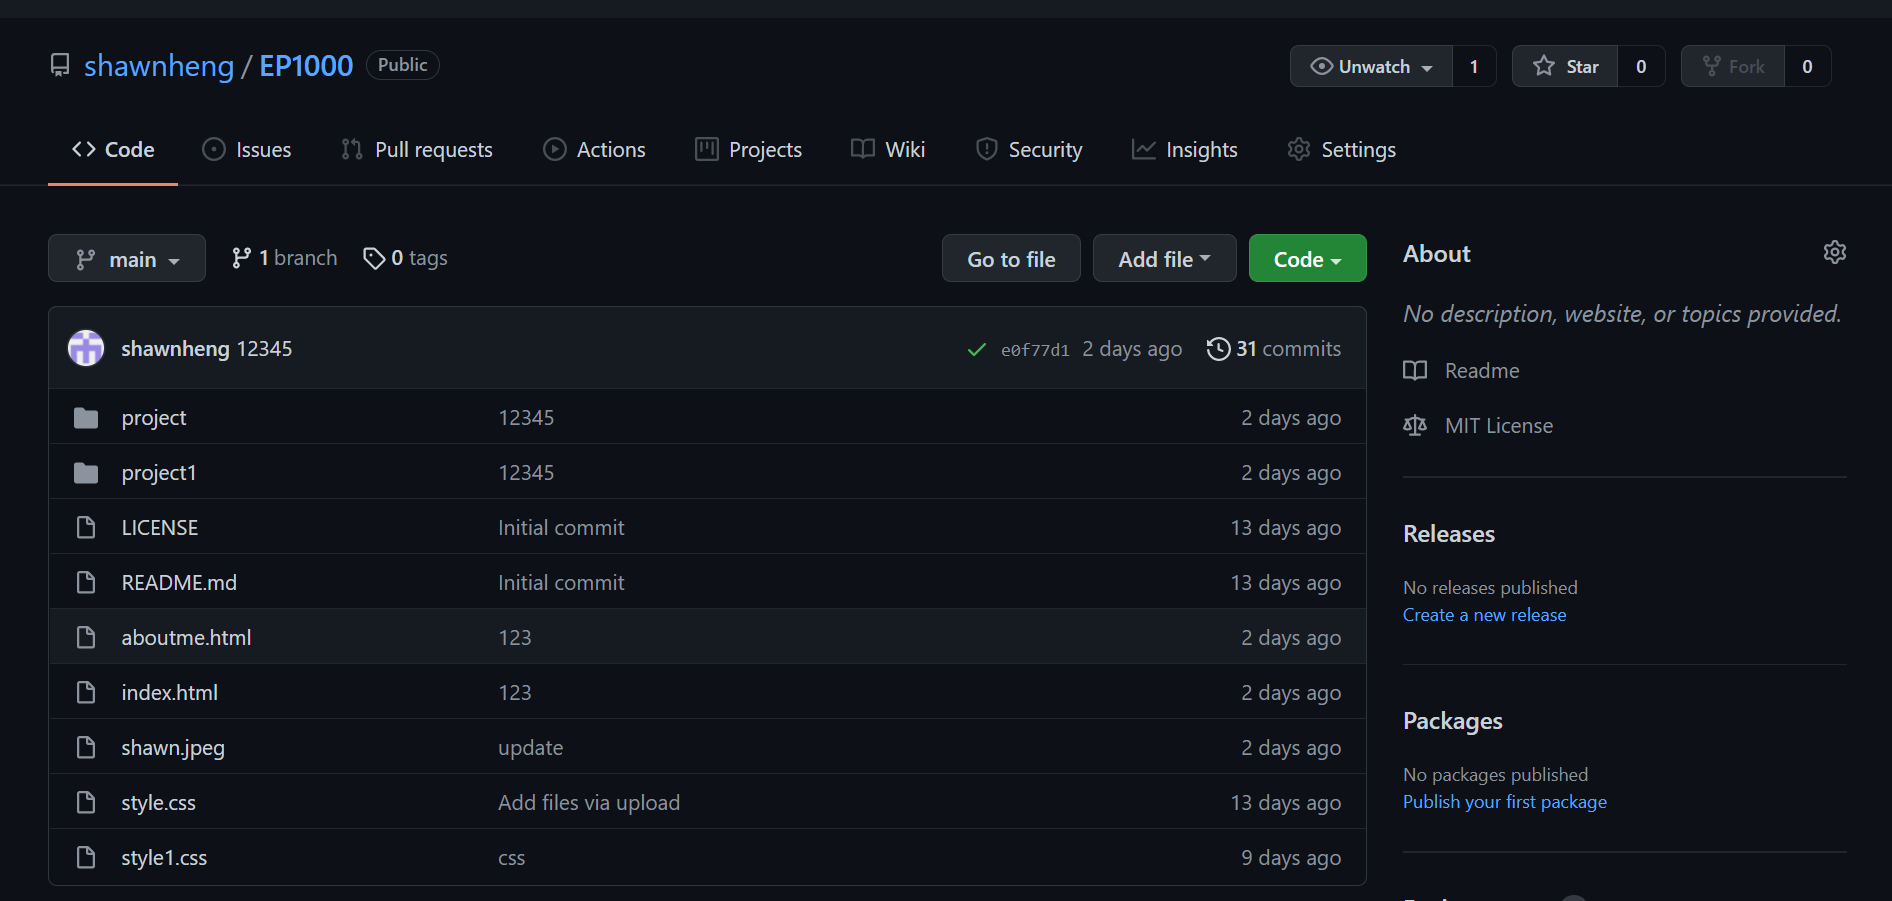 shawnheng / EP1000 Public
Unwatch 1 Star 0 Fork 0
Code Issues Pull requests Actions Projects Wiki Security Insights Settings
main 1 branch 0 tags Go to file Add file Code
shawnheng 12345 e0f77d1 2 days ago 31 commits
project 12345 2 days ago
project1 12345 2 days ago
LICENSE Initial commit 13 days ago
README.md Initial commit 13 days ago
aboutme.html 123 2 days ago
index.html 123 2 days ago
shawn.jpeg update 2 days ago
style.css Add files via upload 13 days ago
style1.css css 9 days ago
About
No description, website, or topics provided.
Readme
MIT License
Releases
No releases published
Create a new release
Packages
No packages published
Publish your first package